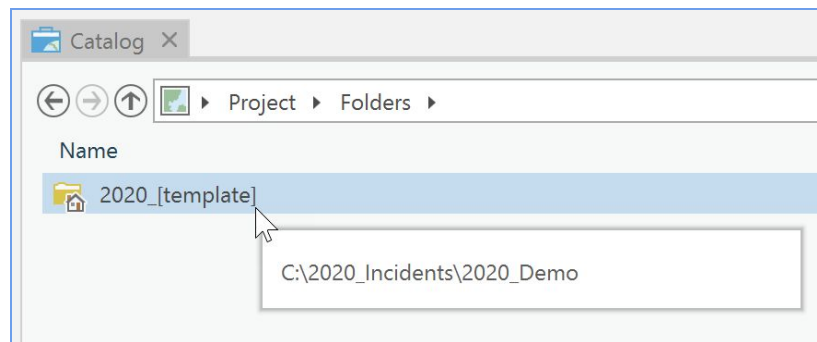 Catalog
Project Folders
Name
2020_[template]
C:\2020_Incidents\2020_Demo